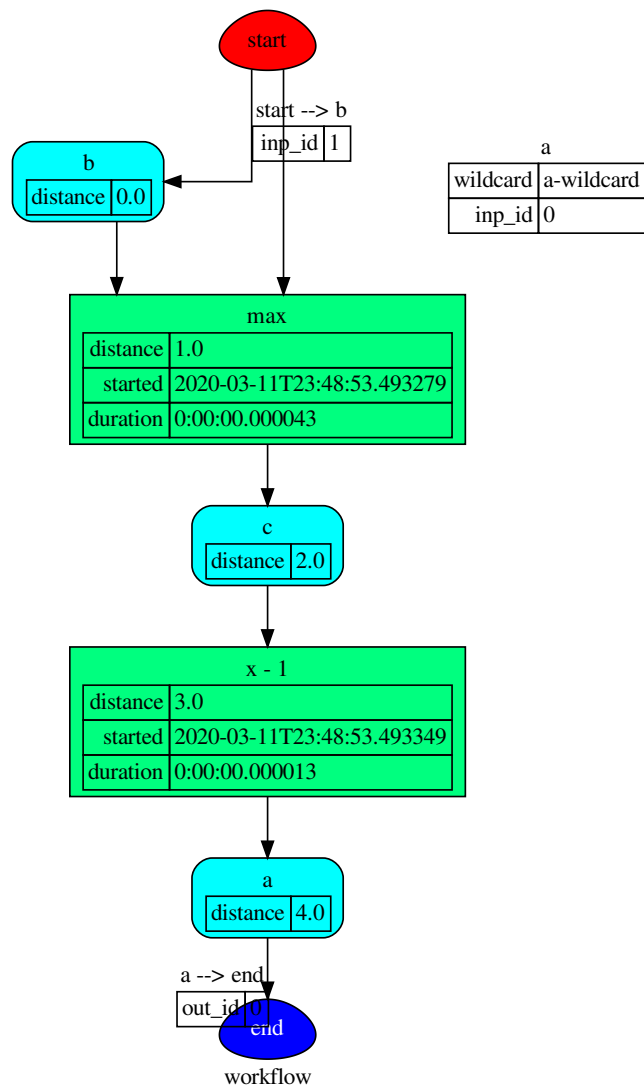 start
start --> b
inp_id 1
b
distance 0.0
a
wildcard a-wildcard
inp_id 0
max
distance 1.0
started 2020-03-11T23:48:53.493279
duration 0:00:00.000043
c
distance 2.0
x - 1
distance 3.0
started 2020-03-11T23:48:53.493349
duration 0:00:00.000013
a
distance 4.0
a --> end
out_id 0
end
workflow